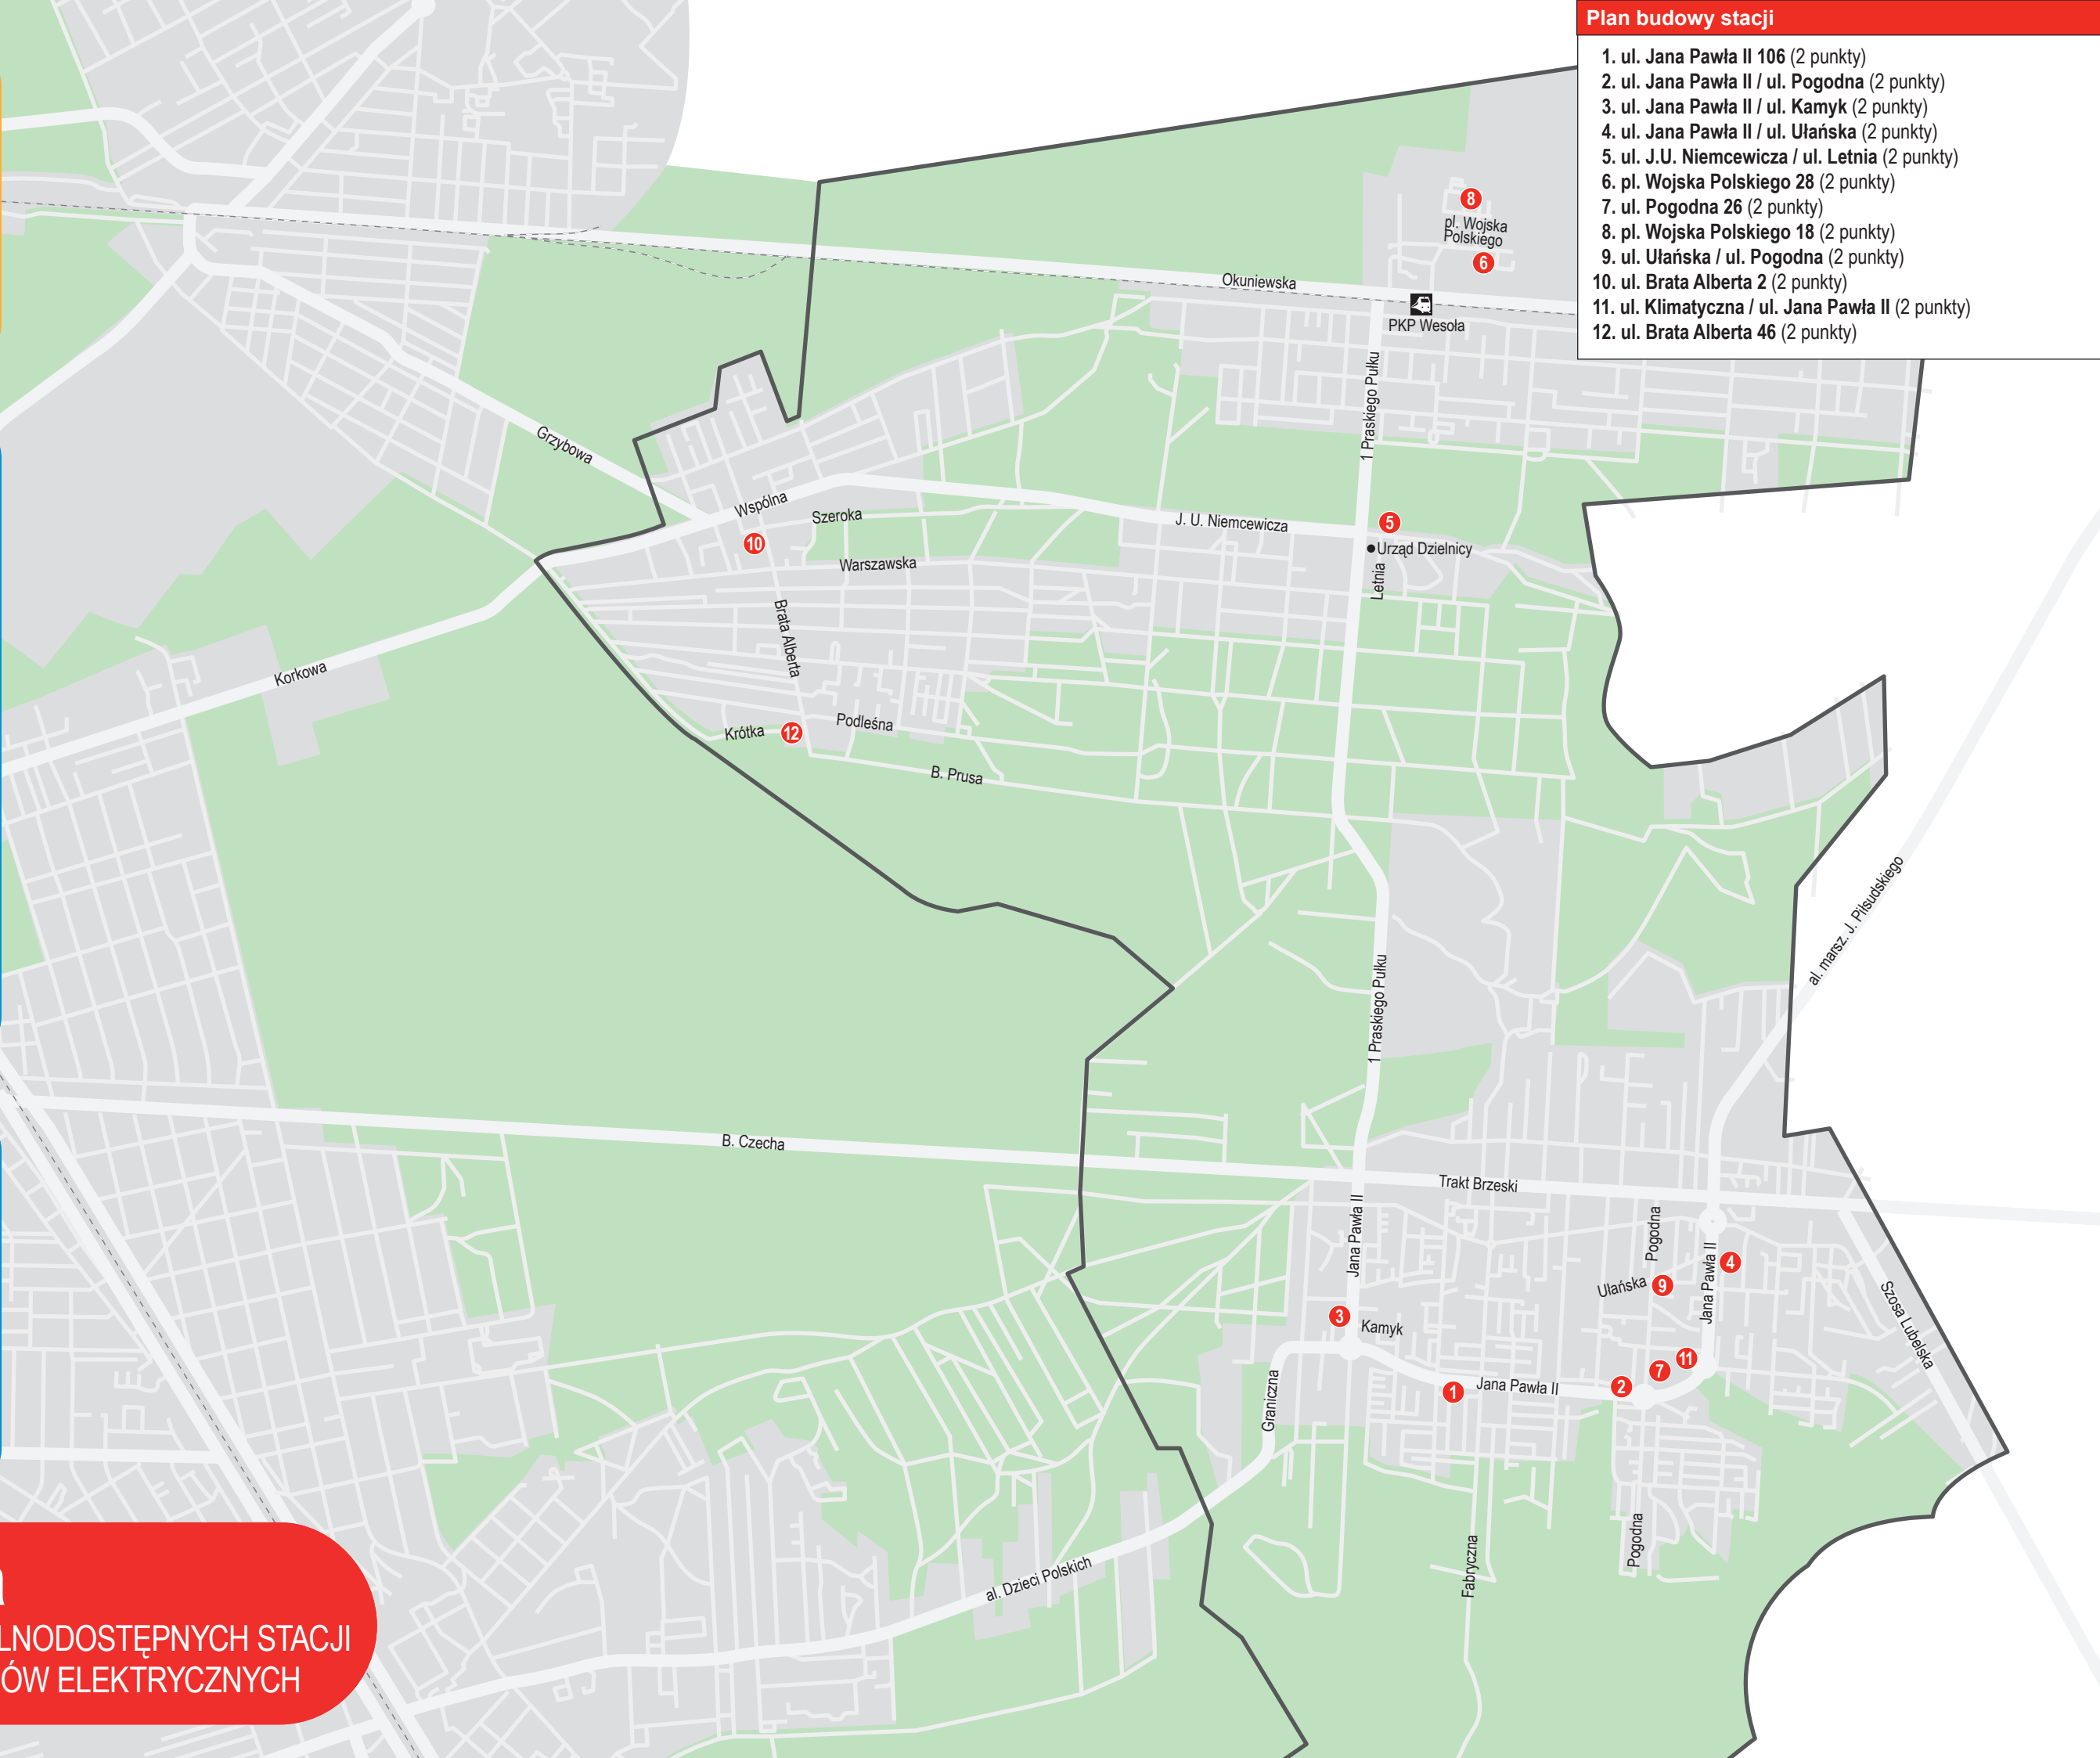 Plan budowy stacji
1. ul. Jana Pawła II 106 (2 punkty)
2. ul. Jana Pawła II / ul. Pogodna (2 punkty)
3. ul. Jana Pawła II / ul. Kamyk (2 punkty)
4. ul. Jana Pawła II / ul. Ułańska (2 punkty)
5. ul. J.U. Niemcewicza / ul. Letnia (2 punkty)
6. pl. Wojska Polskiego 28 (2 punkty)
7. ul. Pogodna 26 (2 punkty)
8. pl. Wojska Polskiego 18 (2 punkty)
9. ul. Ułańska / ul. Pogodna (2 punkty)
10. ul. Brata Alberta 2 (2 punkty)
11. ul. Klimatyczna / ul. Jana Pawła II (2 punkty)
12. ul. Brata Alberta 46 (2 punkty)
8
pl. Wojska
Polskiego
6
Okuniewska
PKP Wesoła
1 Praskiego Pułku
Grzybowa
Wspólna
Szeroka
J. U. Niemcewicza
5
10
Urząd Dzielnicy
Warszawska
Letnia
Brata Alberta
Korkowa
Podleśna
Krótka
12
B. Prusa
al. marsz. J. Piłsudskiego
1 Praskiego Pułku
B. Czecha
Trakt Brzeski
Jana Pawła II
Pogodna
Jana Pawła II
4
Ułańska
9
3
Kamyk
Szosa Lubelska
11
7
2
Jana Pawła II
1
Graniczna
Pogodna
Fabryczna
al. Dzieci Polskich
a
LNODOSTĘPNYCH STACJI
ÓW ELEKTRYCZNYCH